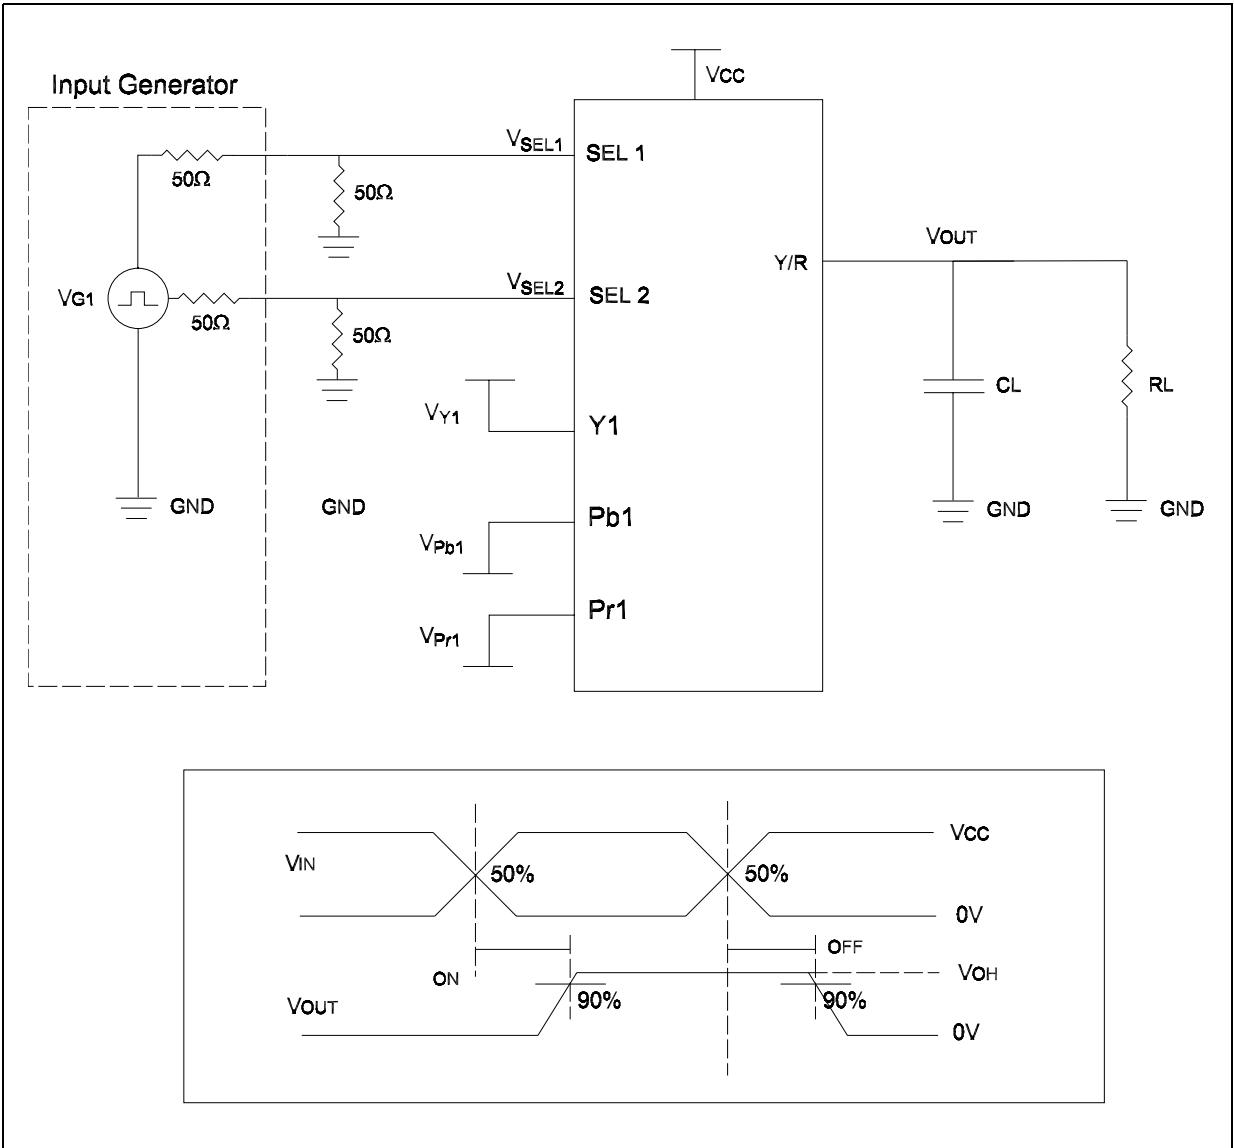 Input Generator
VCC
VSEL1
SEL 1
50Ω
50Ω
VOUT
Y/R
VSEL2
SEL 2
VG1
50Ω
50Ω
CL
RL
VY1
Y1
GND
GND
Pb1
GND
GND
VPb1
Pr1
VPr1
VCC
VIN
50%
50%
0V
OFF
ON
VOH
VOUT
90%
90%
0V